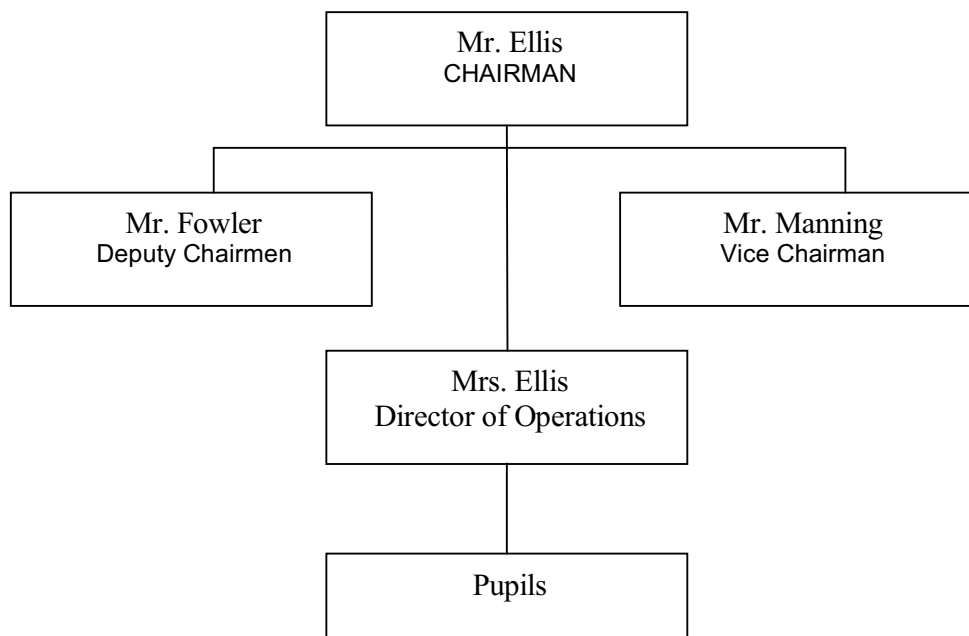 Mr. Ellis
CHAIRMAN
Mr. Fowler
Deputy Chairmen
Mr. Manning
Vice Chairman
Mrs. Ellis
Director of Operations
Pupils